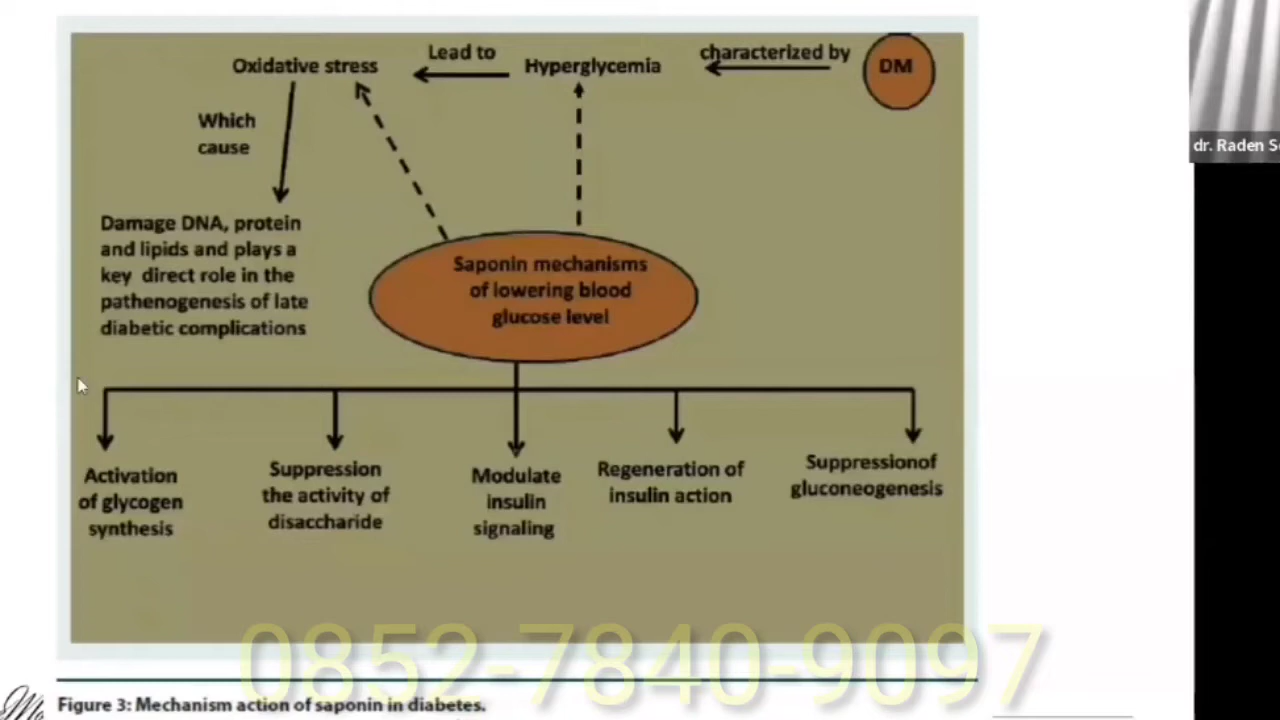 Oxidative stress
Lead to
Hyperglycemia
characterized by
DM
Which
cause
Damage DNA, protein
and lipids and plays a
key direct role in the
pathenogenesis of late
diabetic complications
Saponin mechanisms
of lowering blood
glucose level
Activation
of glycogen
synthesis
Suppression
the activity of
disaccharide
Modulate
insulin
signaling
Regeneration of
insulin action
Suppressionof
gluconeogenesis
dr. Raden
0852-7840-9097
Figure 3: Mechanism action of saponin in diabetes.